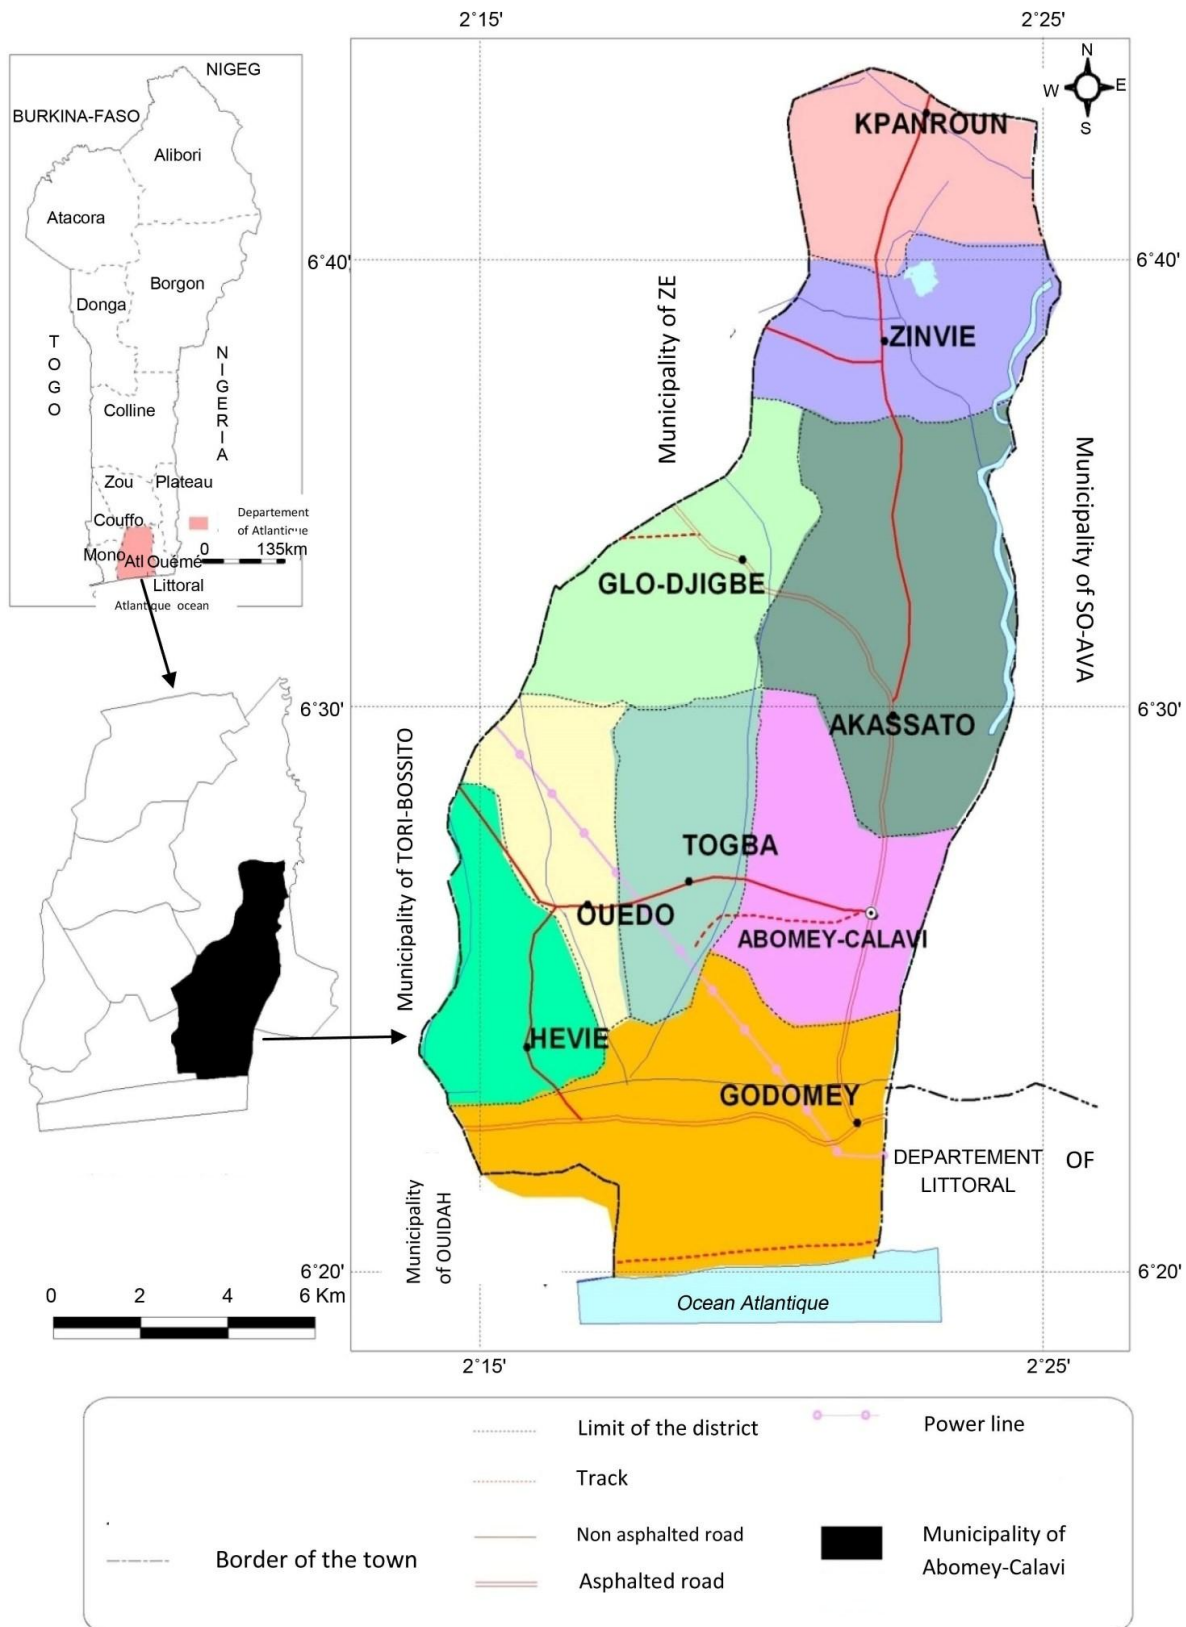 2°15'
2°25'
NIGEG
BURKINA-FASO
Alibori
Atacora
Borgon
Donga
TOGO
NIGERIA
Colline
Zou
Plateau
Couffo
Departement
of Atlantique
Mono
Atl
Ouémé
0
135km
Littoral
Atlantique ocean
N
W
E
S
KPANROUN
6°40'
6°40'
Municipality of ZE
ZINVIE
Municipality of SO-AVA
GLO-DJIGBE
6°30'
6°30'
AKASSATO
Municipality of TORI-BOSSITO
TOGBA
OUEDO
ABOMEY-CALAVI
HEVIE
GODOMEY
DEPARTEMENT OF
LITTORAL
Municipality
of OUIDAH
6°20'
6°20'
0 2 4 6 Km
Ocean Atlantique
2°15'
2°25'
Limit of the district
Power line
Track
Non asphalted road
Municipality of
Abomey-Calavi
Border of the town
Asphalted road